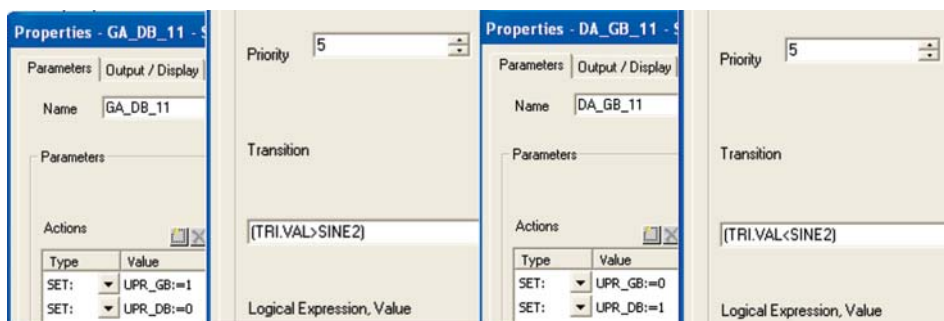 Properties - GA_DB_11 - S
Parameters
Output / Display
Name
GA_DB_11
Parameters
Actions
Type
Value
SET:
UPR_GB:=1
SET:
UPR_DB:=0
Priority
5
Transition
(TRI.VAL>SINE2)
Logical Expression, Value
Properties - DA_GB_11 - S
Parameters
Output / Display
Name
DA_GB_11
Parameters
Actions
Type
Value
SET:
UPR_GB:=0
SET:
UPR_DB:=1
Priority
5
Transition
(TRI.VAL<SINE2)
Logical Expression, Value